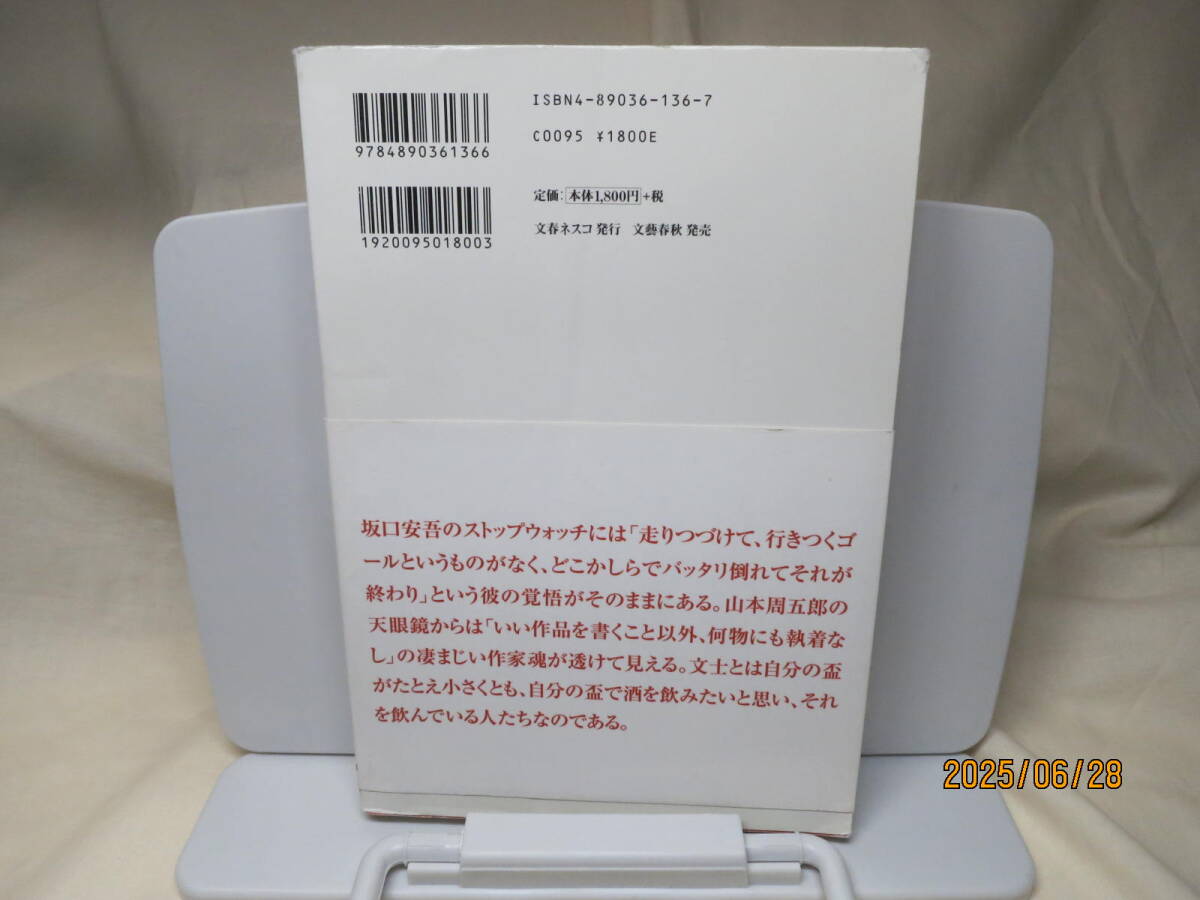 ISBN4-89036-136-7
C0095 ¥1800E
9784890361366
定価：本体1,800円+税
文春ネスコ 発行 文藝春秋 発売
1920095018003
坂口安吾のストップウォッチには「走りつづけて、行きつくゴ
ールというものがなく、どこかしらでバッタリ倒れてそれが
終わり」という彼の覚悟がそのままにある。山本周五郎の
天眼鏡からは「いい作品を書くこと以外、何物にも執着な
し」の凄まじい作家魂が透けて見える。文士とは自分の盃
がたとえ小さくとも、自分の盃で酒を飲みたいと思い、それ
を飲んでいる人たちなのである。
2025/06/28